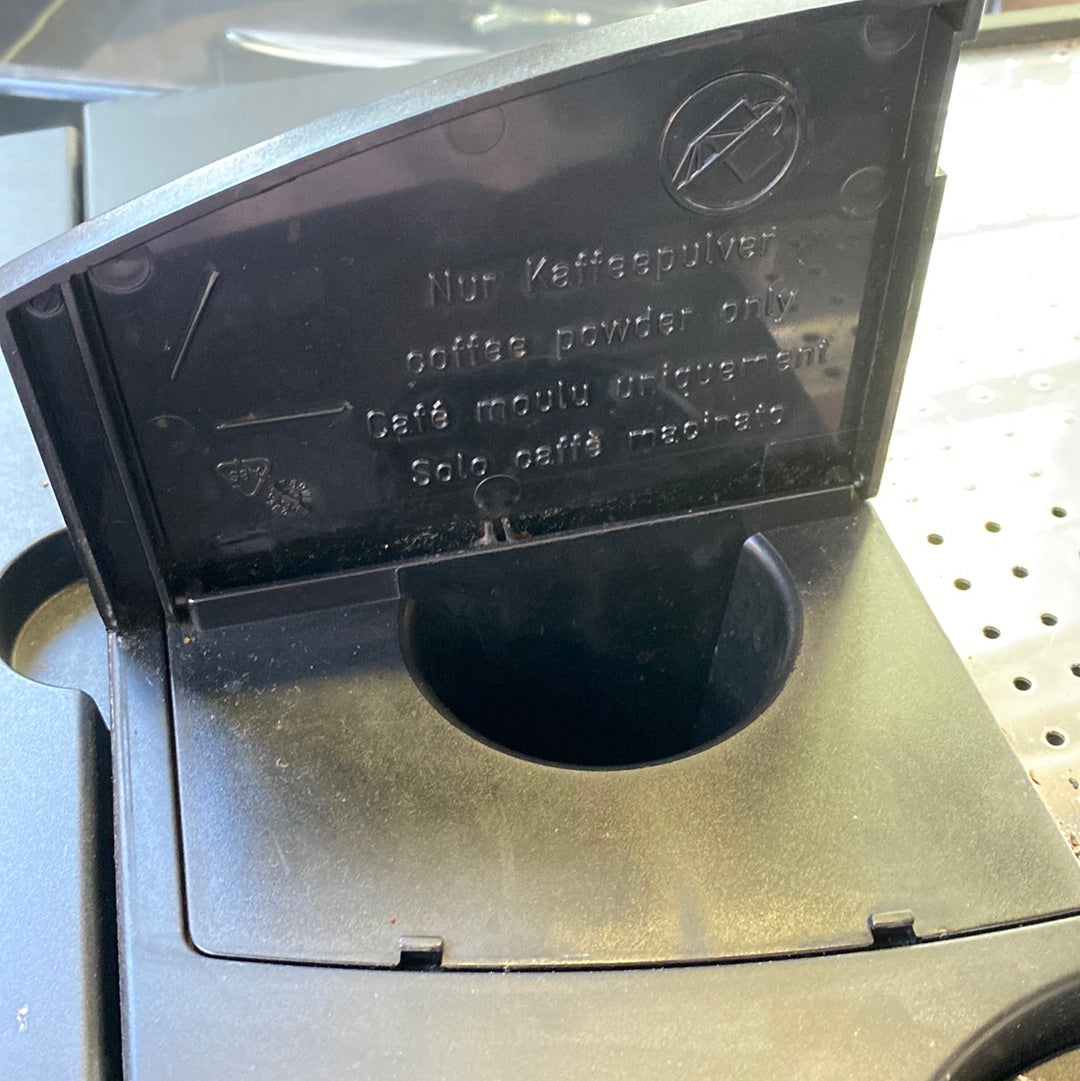 Nur Kaffeepulver
coffee powder only
Café moulu uniquement
Solo caffè macinato